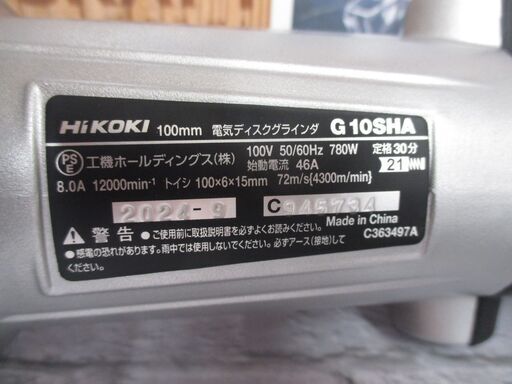 HiKOKI 100mm 電気ディスクグラインダ G10SHA
PSE 工機ホールディングス(株) 100V 50/60Hz 780W 定格30分
始動電流 46A 21
8.0A 12000min-1 トイシ 100×6×15mm 72m/s{4300m/min}
2024-9 C945734
⚠ 警告 ●ご使用前に取扱説明書を必ずよくお読みください。 Made in China
●感電の恐れがあります。雨中では使用しないでください。必ずアース(接地)して C363497A
ください。